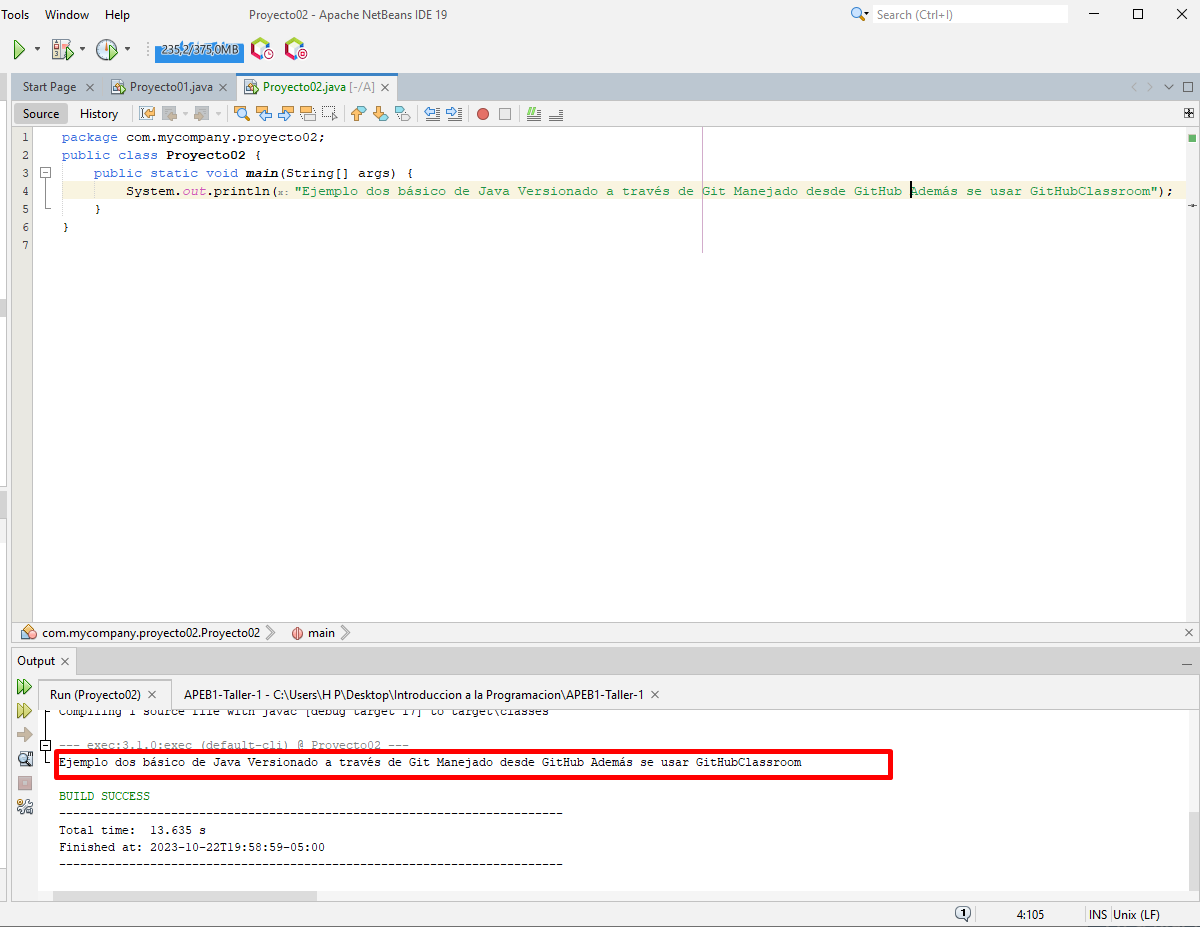 Tools Window Help Proyecto02 - Apache NetBeans IDE 19 Search (Ctrl+I)
235,2/375,0MB
Start Page Proyecto01.java Proyecto02.java [-/A]
Source History
1 package com.mycompany.proyecto02;
2 public class Proyecto02 {
3 public static void main(String[] args) {
4 System.out.println(x: "Ejemplo dos básico de Java Versionado a través de Git Manejado desde GitHub Además se usar GitHubClassroom");
5 }
6 }
7
com.mycompany.proyecto02.Proyecto02 main
Output
Run (Proyecto02) APEB1-Taller-1 - C:\Users\H P\Desktop\Introduccion a la Programacion\APEB1-Taller-1
Compiling 1 source file with javac [debug target 17] to target\classes
--- exec:3.1.0:exec (default-cli) @ Proyecto02 ---
Ejemplo dos básico de Java Versionado a través de Git Manejado desde GitHub Además se usar GitHubClassroom
BUILD SUCCESS
------------------------------------------------------------------------
Total time: 13.635 s
Finished at: 2023-10-22T19:58:59-05:00
------------------------------------------------------------------------
1 4:105 INS Unix (LF)